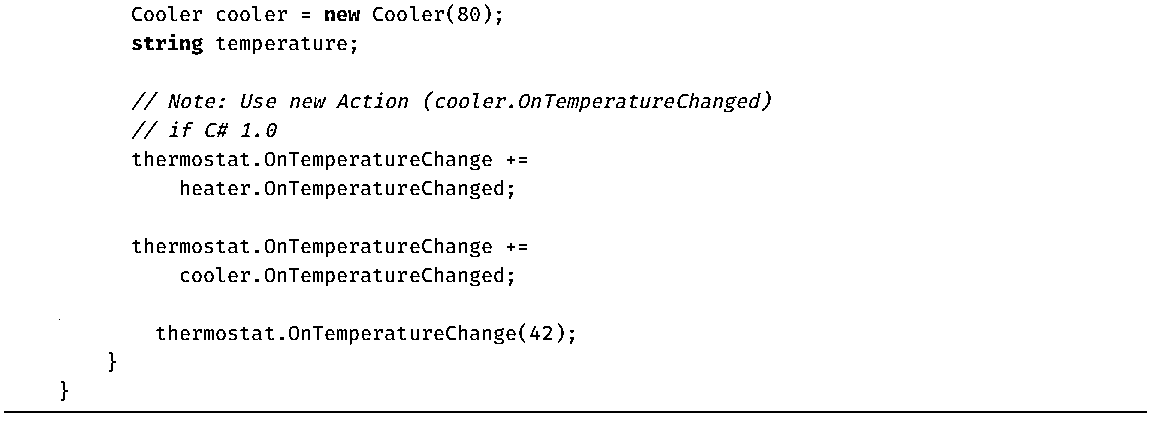 Cooler cooler = new Cooler(80);
string temperature;
// Note: Use new Action (cooler.OnTemperatureChanged)
// if C# 1.0
thermostat.OnTemperatureChange +=
heater.OnTemperatureChanged;
thermostat.OnTemperatureChange +=
cooler.OnTemperatureChanged;
thermostat.OnTemperatureChange(42);
}
}